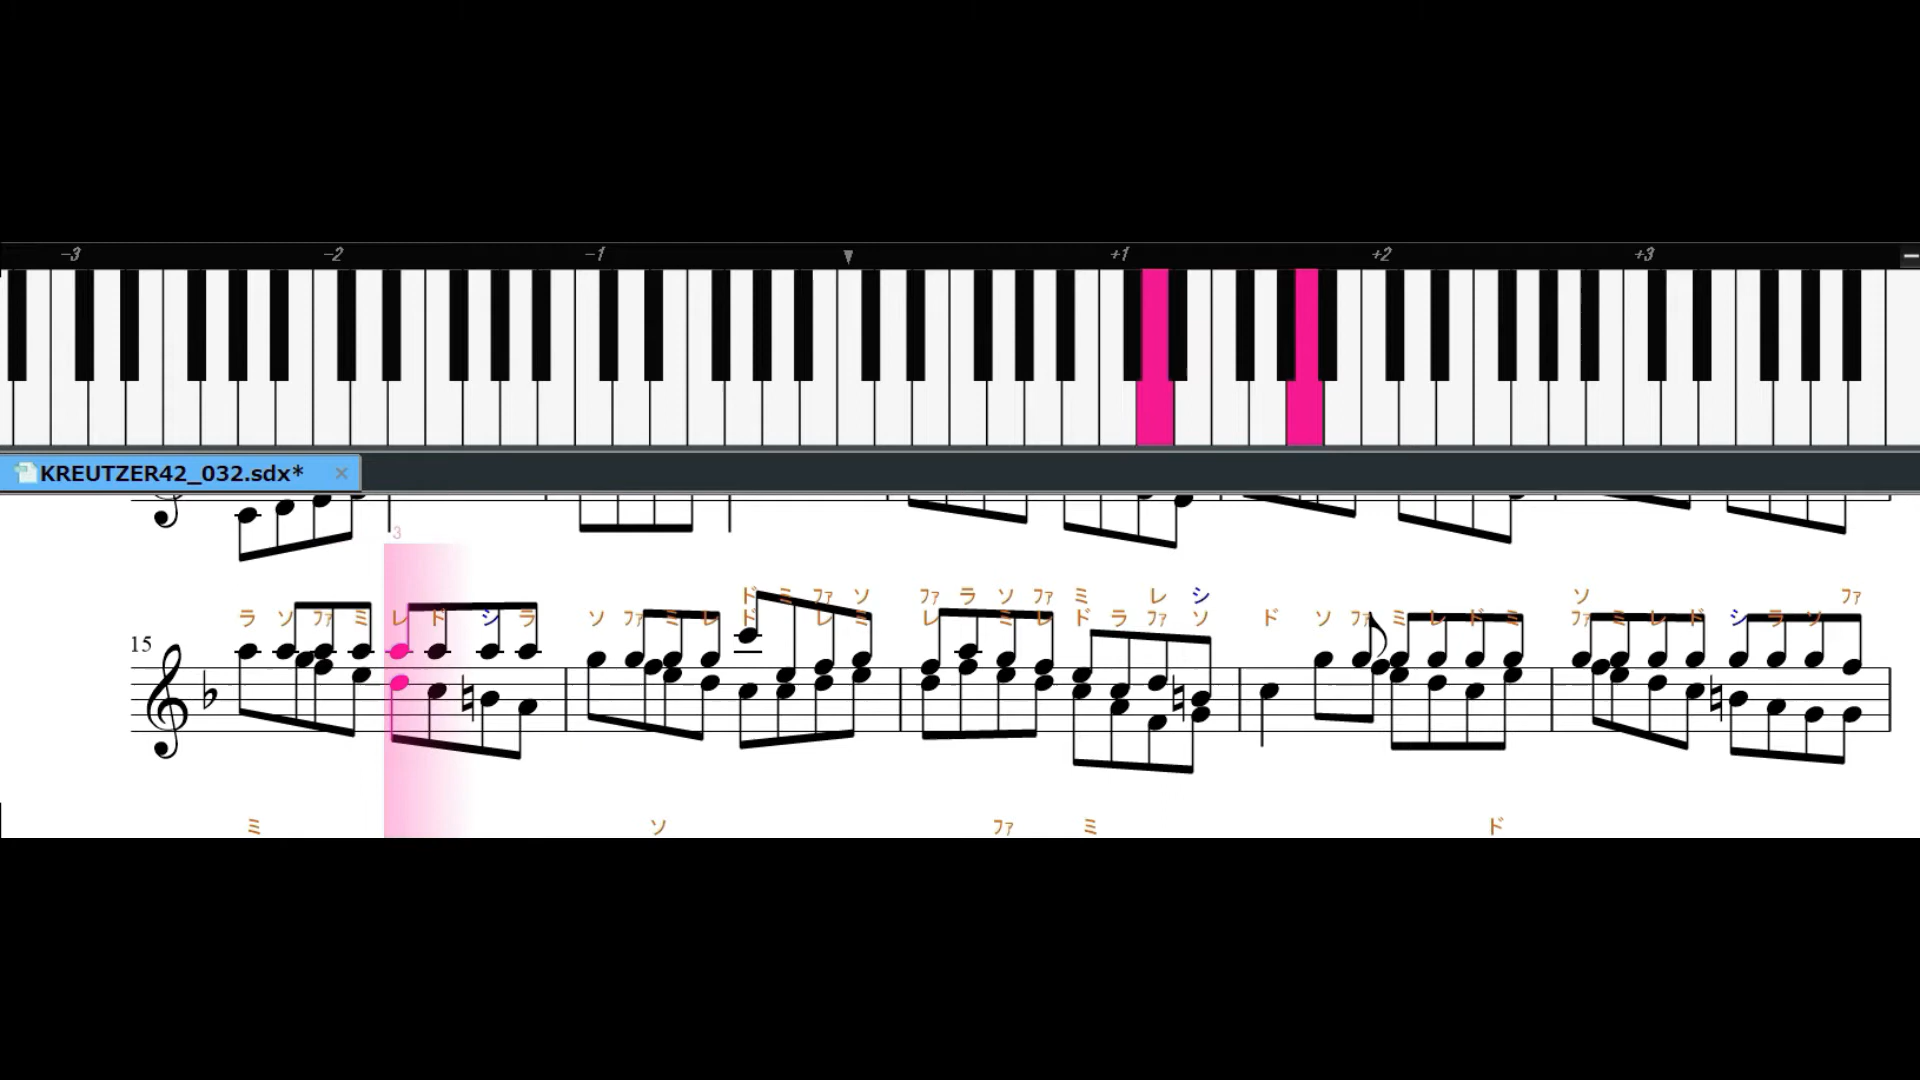 -3 -2 -1 ▼ +1 +2 +3
KREUTZER42_032.sdx* ×
3
ド ミ ファ ソ ファ ラ ソ ファ ミ レ シ ソ ファ
ラ ソ ファ ミ レ ド シ ラ ソ ファ ミ レ ド レ ミ レ ミ レ ド ラ ファ ソ ド ソ ファ ミ レ ド ミ ファ ミ レ ド シ ラ ソ
15
ミ ソ ファ ミ ド